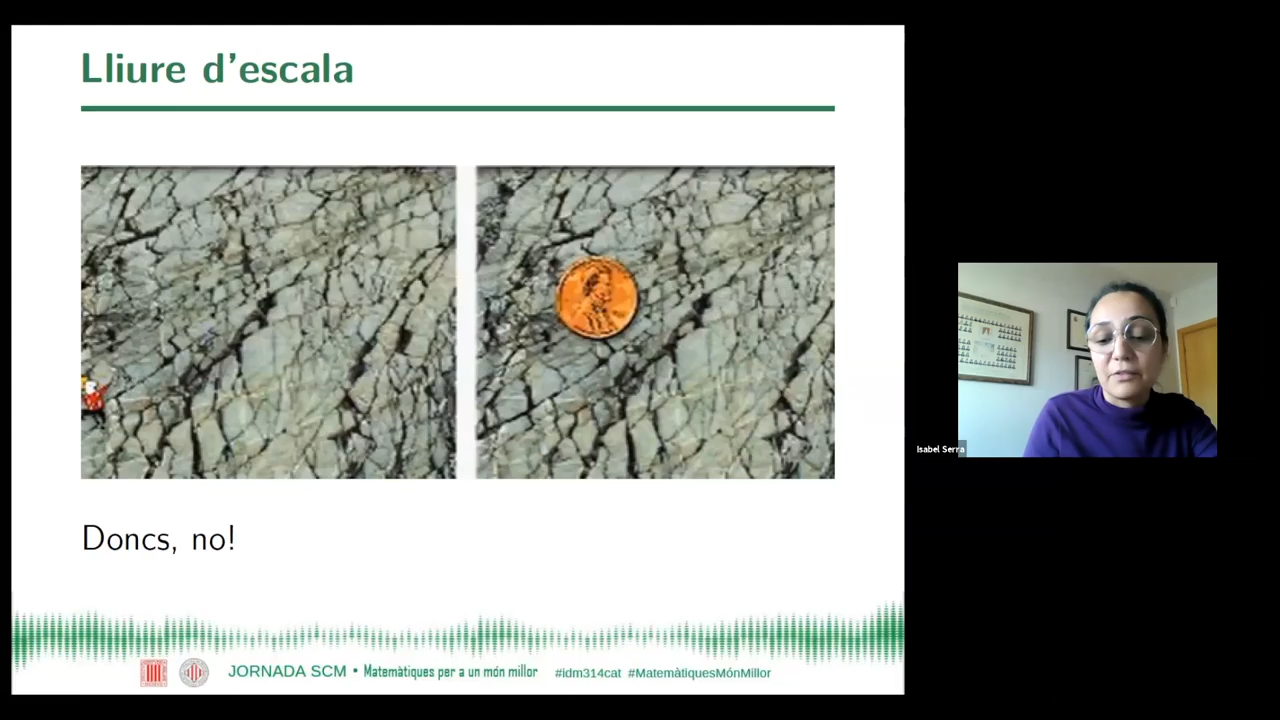 Lliure d'escala
Doncs, no!
JORNADA SCM • Matemàtiques per a un món millor #idm314cat #MatemàtiquesMónMillor
Isabel Serra